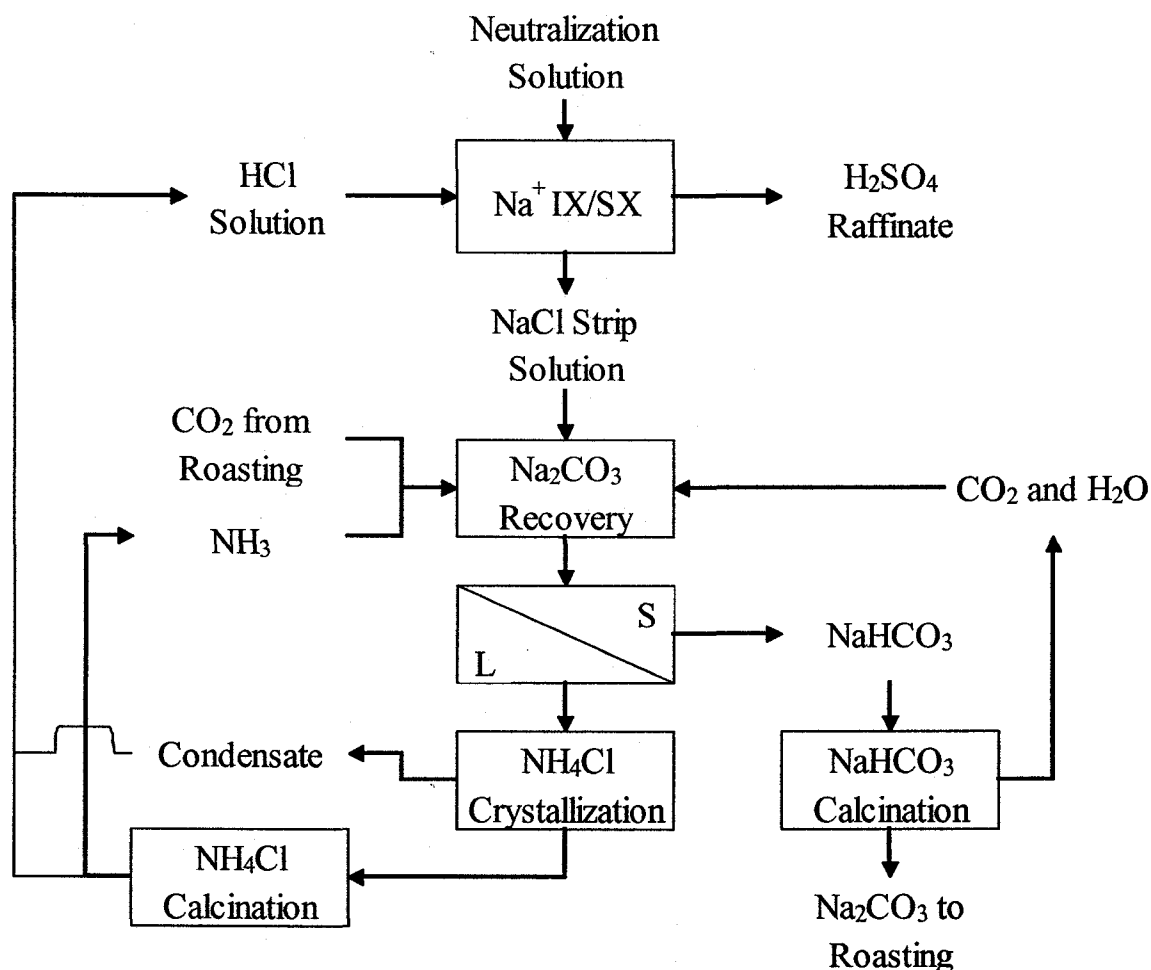 Neutralization
Solution
HCl
Solution
Na⁺ IX/SX
H₂SO₄
Raffinate
NaCl Strip
Solution
CO₂ from
Roasting
Na₂CO₃
Recovery
CO₂ and H₂O
NH₃
S
L
NaHCO₃
Condensate
NH₄Cl
Crystallization
NaHCO₃
Calcination
NH₄Cl
Calcination
Na₂CO₃ to
Roasting